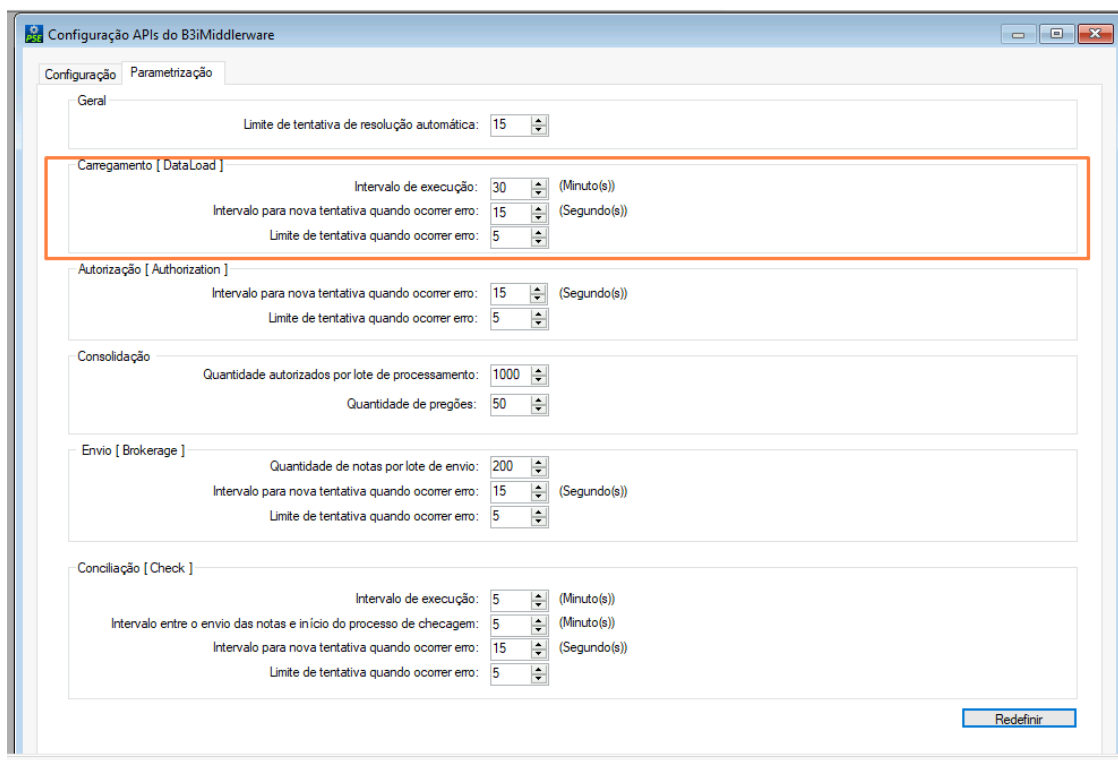 PSE Configuração APIs do B3iMiddlerware
Configuração Parametrização
Geral
Limite de tentativa de resolução automática: 15
Carregamento [ DataLoad ]
Intervalo de execução: 30 (Minuto(s))
Intervalo para nova tentativa quando ocorrer erro: 15 (Segundo(s))
Limite de tentativa quando ocorrer erro: 5
Autorização [ Authorization ]
Intervalo para nova tentativa quando ocorrer erro: 15 (Segundo(s))
Limite de tentativa quando ocorrer erro: 5
Consolidação
Quantidade autorizados por lote de processamento: 1000
Quantidade de pregões: 50
Envio [ Brokerage ]
Quantidade de notas por lote de envio: 200
Intervalo para nova tentativa quando ocorrer erro: 15 (Segundo(s))
Limite de tentativa quando ocorrer erro: 5
Conciliação [ Check ]
Intervalo de execução: 5 (Minuto(s))
Intervalo entre o envio das notas e início do processo de checagem: 5 (Minuto(s))
Intervalo para nova tentativa quando ocorrer erro: 15 (Segundo(s))
Limite de tentativa quando ocorrer erro: 5
Redefinir